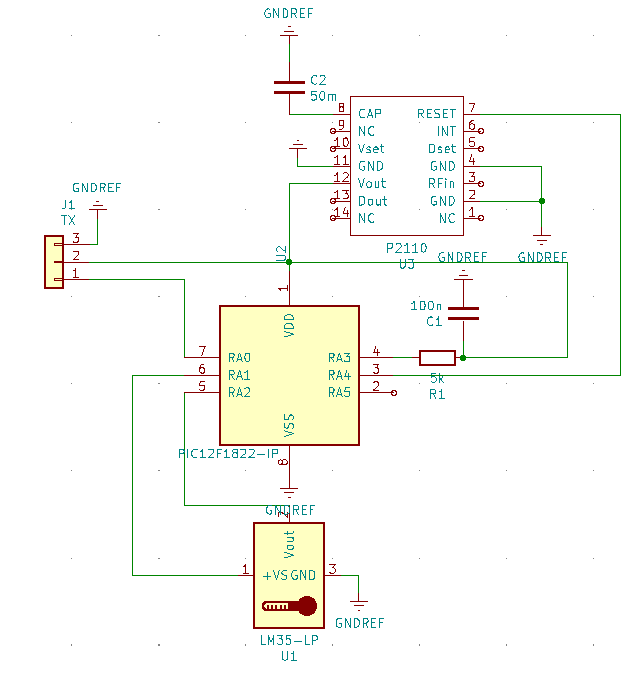 GNDREF
C2
50m
8 CAP RESET 7
9 NC INT 6
10 Vset Dset 5
11 GND GND 4
12 Vout RFin 3
13 Dout GND 2
14 NC NC 1
P2110
U3
GNDREF
GNDREF
GNDREF
J1
TX
3
2
1
U2
1
VDD
100n
C1
7 RA0 RA3 4
6 RA1 RA4 3
5 RA2 RA5 2
5k
R1
VSS
PIC12F1822-IP
8
GNDREF
2
Vout
1 +VS GND 3
GNDREF
LM35-LP
U1